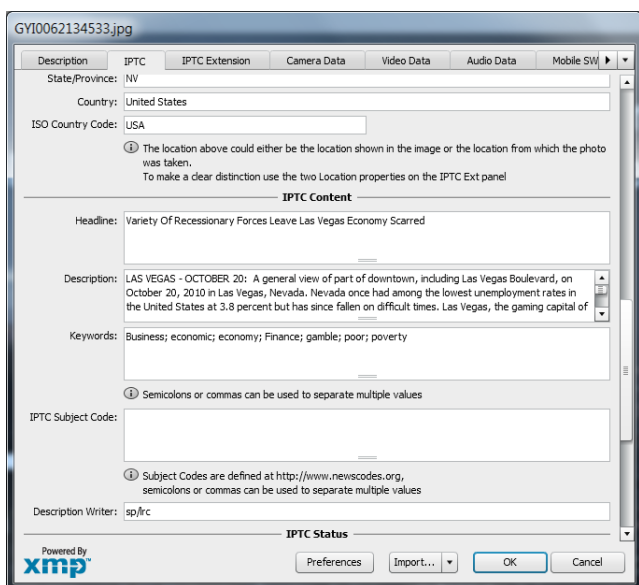 GYI0062134533.jpg
Description IPTC IPTC Extension Camera Data Video Data Audio Data Mobile SW
State/Province: NV
Country: United States
ISO Country Code: USA
The location above could either be the location shown in the image or the location from which the photo
was taken.
To make a clear distinction use the two Location properties on the IPTC Ext panel
IPTC Content
Headline: Variety Of Recessionary Forces Leave Las Vegas Economy Scarred
Description: LAS VEGAS - OCTOBER 20: A general view of part of downtown, including Las Vegas Boulevard, on
October 20, 2010 in Las Vegas, Nevada. Nevada once had among the lowest unemployment rates in
the United States at 3.8 percent but has since fallen on difficult times. Las Vegas, the gaming capital of
Keywords: Business; economic; economy; Finance; gamble; poor; poverty
Semicolons or commas can be used to separate multiple values
IPTC Subject Code:
Subject Codes are defined at http://www.newscodes.org,
semicolons or commas can be used to separate multiple values
Description Writer: sp/lrc
IPTC Status
Powered By
xmp™ Preferences Import... OK Cancel